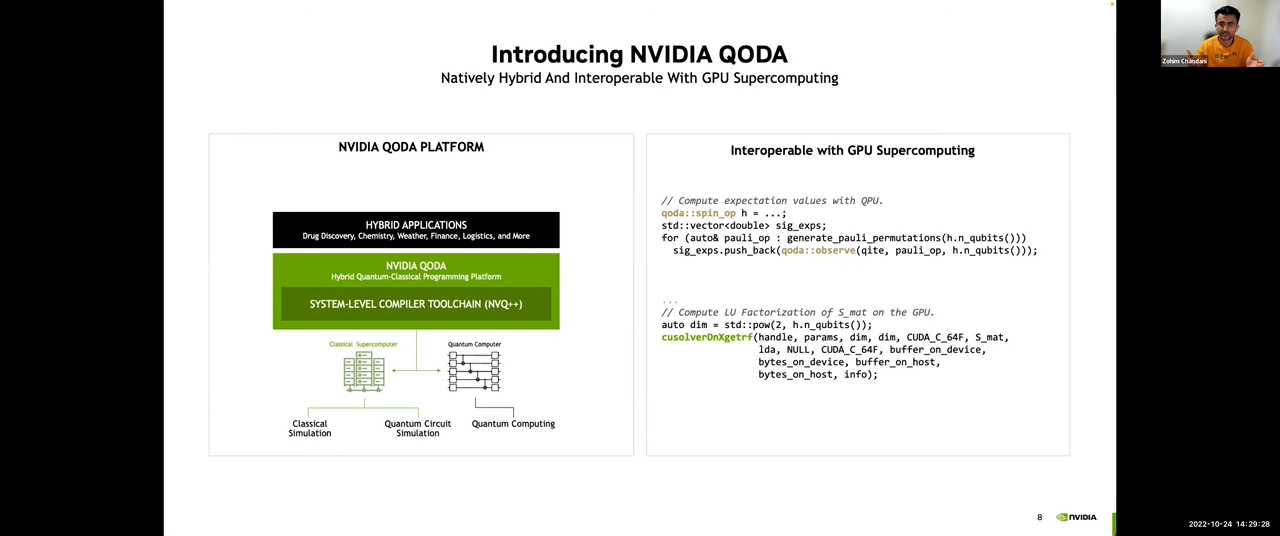 Introducing NVIDIA QODA
Natively Hybrid And Interoperable With GPU Supercomputing
NVIDIA QODA PLATFORM
HYBRID APPLICATIONS
Drug Discovery, Chemistry, Weather, Finance, Logistics, and More
NVIDIA QODA
Hybrid Quantum-Classical Programming Platform
SYSTEM-LEVEL COMPILER TOOLCHAIN (NVQ++)
Classical Supercomputer
Quantum Computer
Classical
Simulation
Quantum Circuit
Simulation
Quantum Computing
Interoperable with GPU Supercomputing
// Compute expectation values with QPU.
qoda::spin_op h = ...;
std::vector<double> sig_exps;
for (auto& pauli_op : generate_pauli_permutations(h.n_qubits()))
  sig_exps.push_back(qoda::observe(qite, pauli_op, h.n_qubits()));
...
// Compute LU Factorization of S_mat on the GPU.
auto dim = std::pow(2, h.n_qubits());
cusolverDnXgetrf(handle, params, dim, dim, CUDA_C_64F, S_mat,
                 lda, NULL, CUDA_C_64F, buffer_on_device,
                 bytes_on_device, buffer_on_host,
                 bytes_on_host, info);
8
NVIDIA
Zohim Chandani
2022-10-24 14:29:28